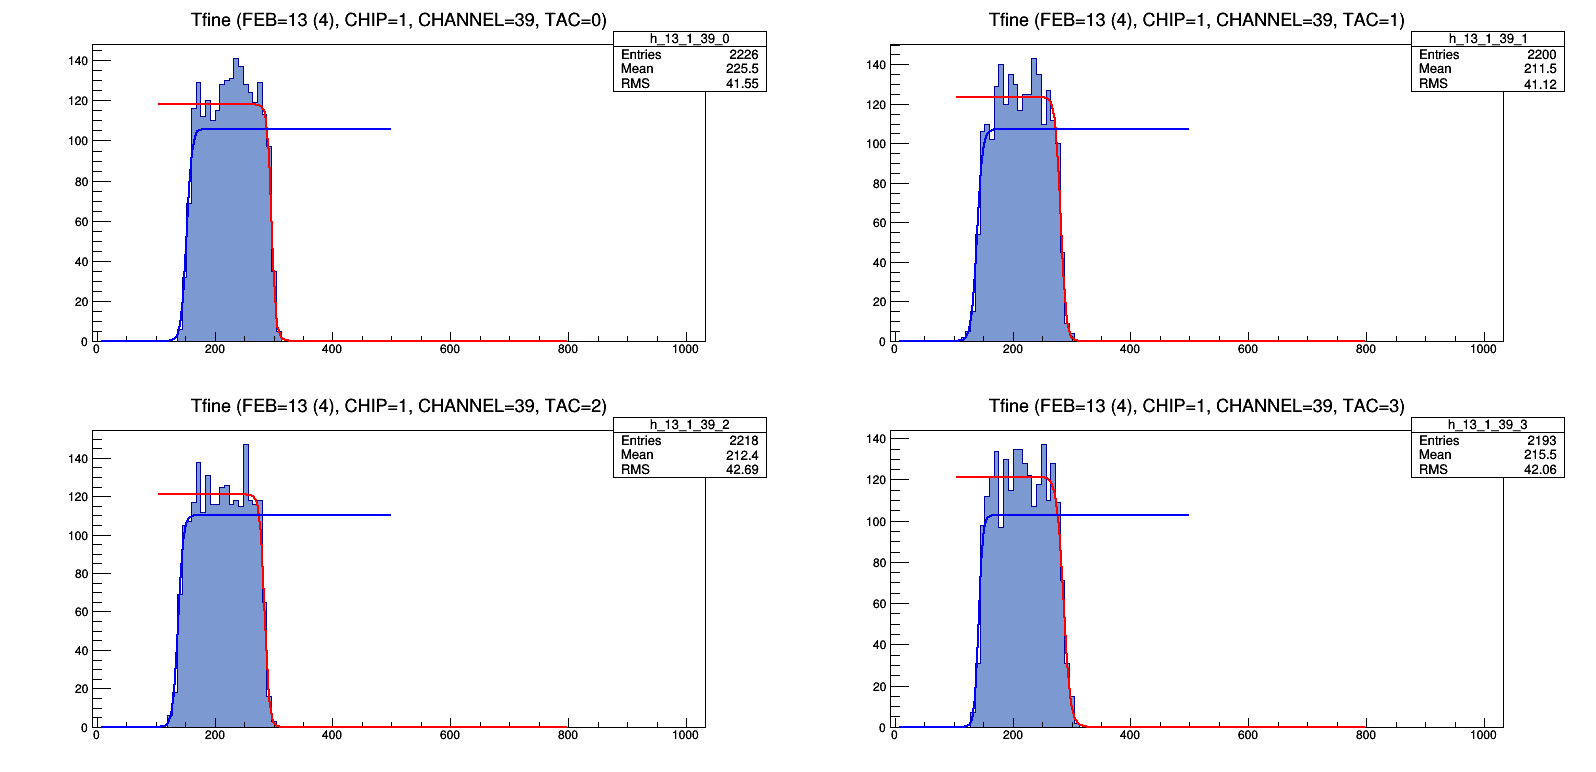 Tfine (FEB=13 (4), CHIP=1, CHANNEL=39, TAC=0)
h_13_1_39_0
Entries 2226
Mean 225.5
RMS 41.55
140
120
100
80
60
40
20
0
0 200 400 600 800 1000
Tfine (FEB=13 (4), CHIP=1, CHANNEL=39, TAC=1)
h_13_1_39_1
Entries 2200
Mean 211.5
RMS 41.12
140
120
100
80
60
40
20
0
0 200 400 600 800 1000
Tfine (FEB=13 (4), CHIP=1, CHANNEL=39, TAC=2)
h_13_1_39_2
Entries 2218
Mean 212.4
RMS 42.69
140
120
100
80
60
40
20
0
0 200 400 600 800 1000
Tfine (FEB=13 (4), CHIP=1, CHANNEL=39, TAC=3)
h_13_1_39_3
Entries 2193
Mean 215.5
RMS 42.06
140
120
100
80
60
40
20
0
0 200 400 600 800 1000